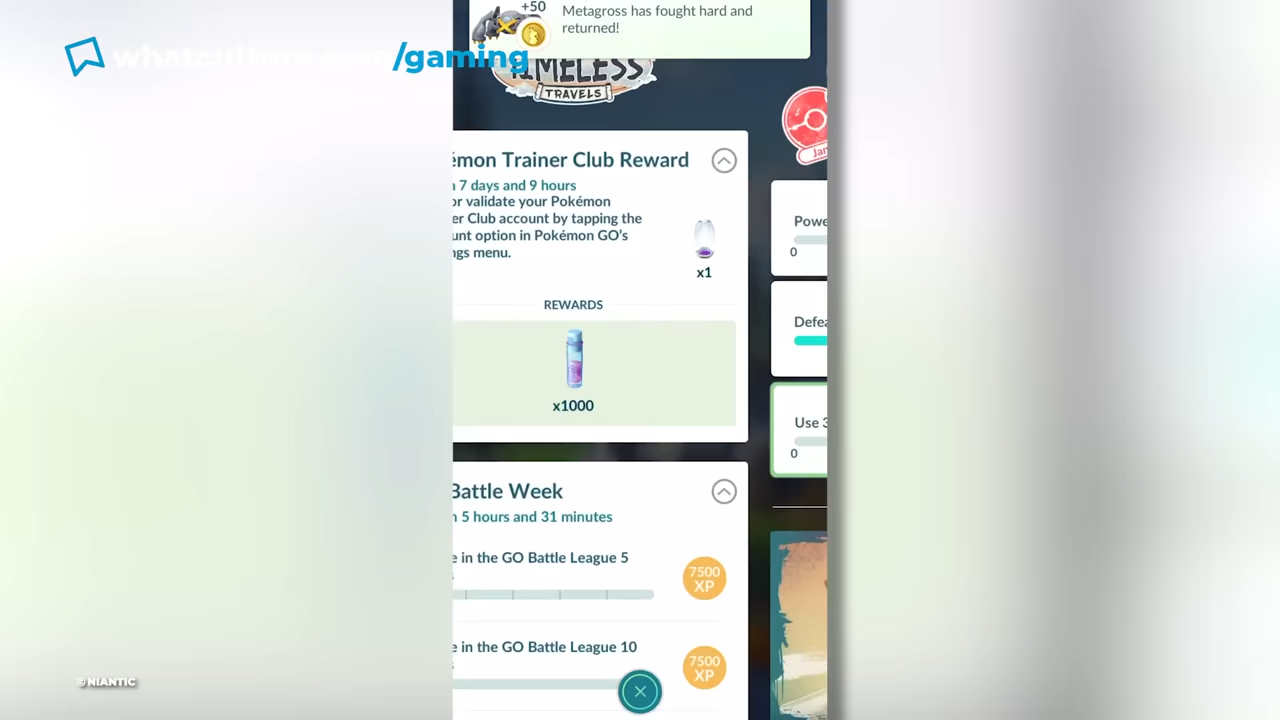 +50
Metagross has fought hard and
returned!
/gaming
TIMELESS
TRAVELS
émon Trainer Club Reward
7 days and 9 hours
or validate your Pokémon
er Club account by tapping the
unt option in Pokémon GO's
ngs menu.
x1
REWARDS
x1000
Battle Week
5 hours and 31 minutes
e in the GO Battle League 5
7500
XP
e in the GO Battle League 10
7500
XP
Jan
Powe
0
Defea
Use 3
0
©NIANTIC